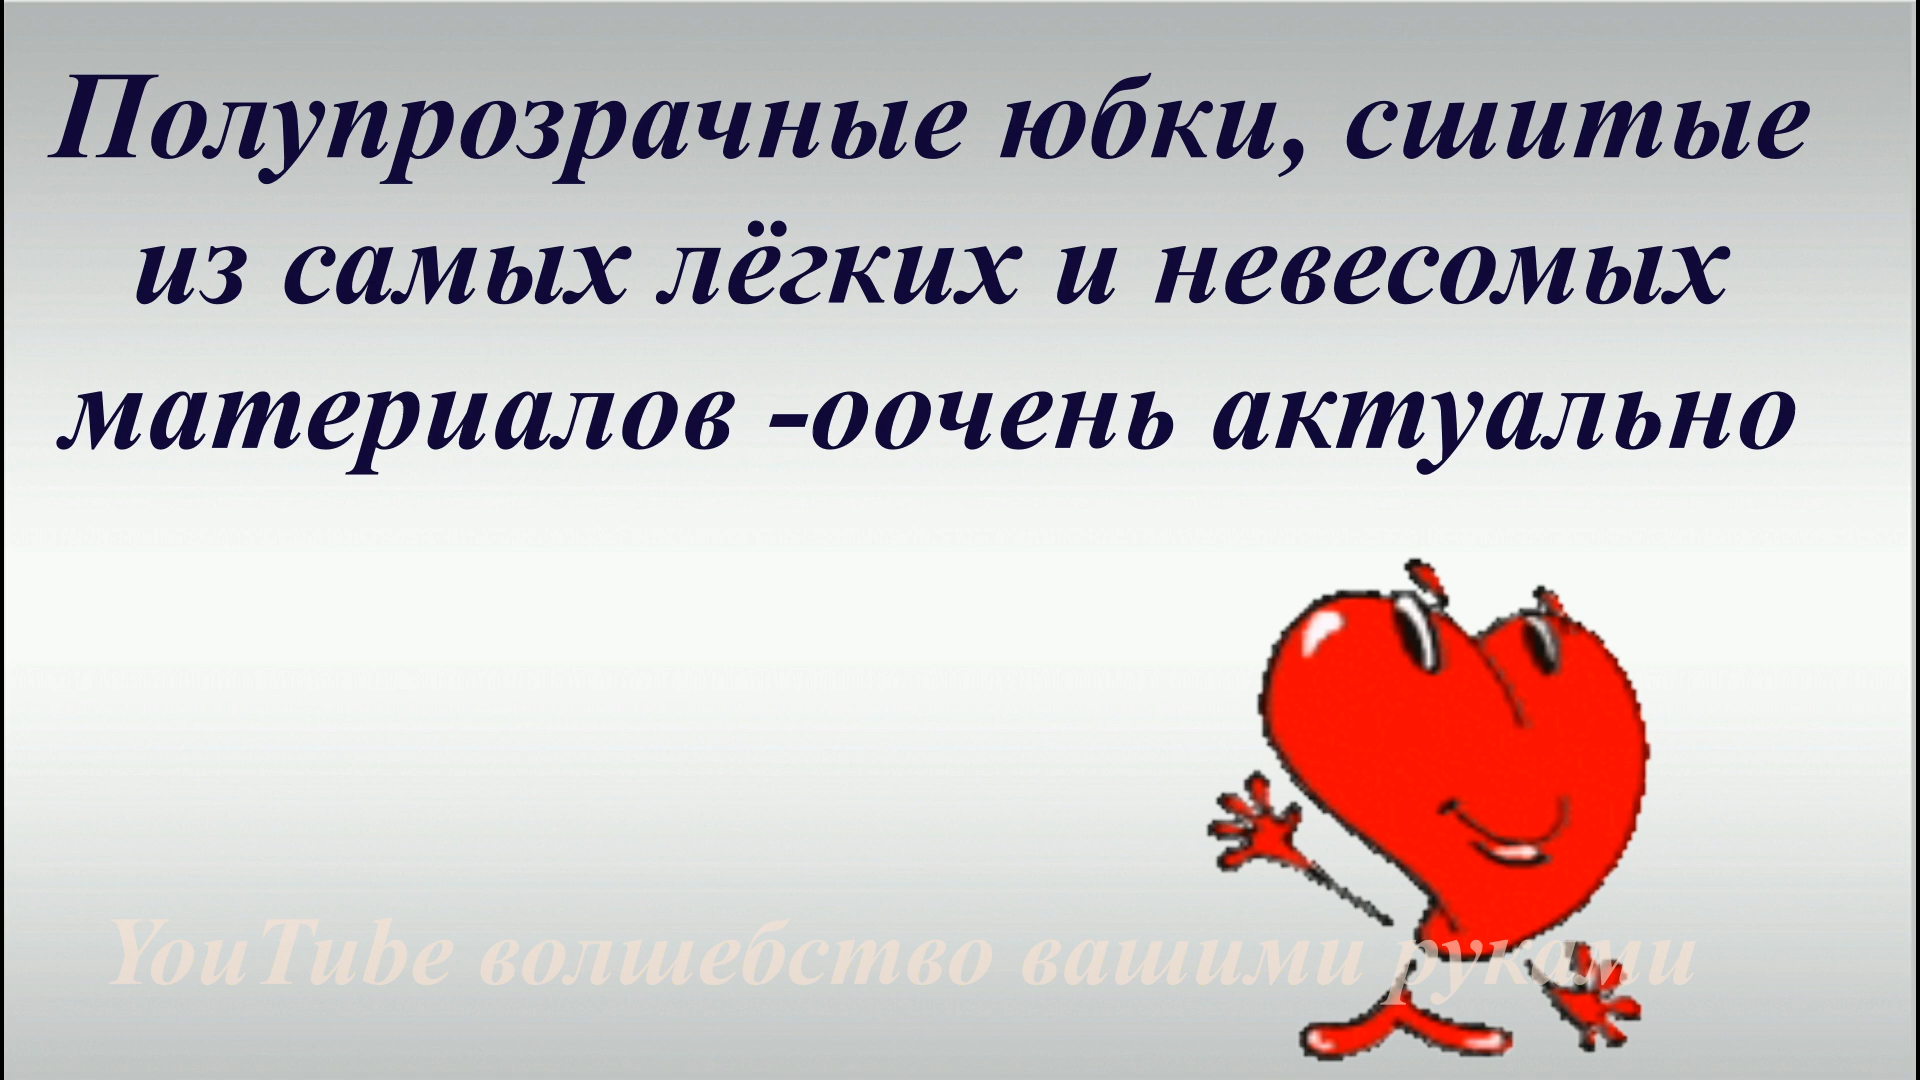 Полупрозрачные юбки, сшитые
из самых лёгких и невесомых
материалов -оочень актуально
YouTube волшебство вашими руками